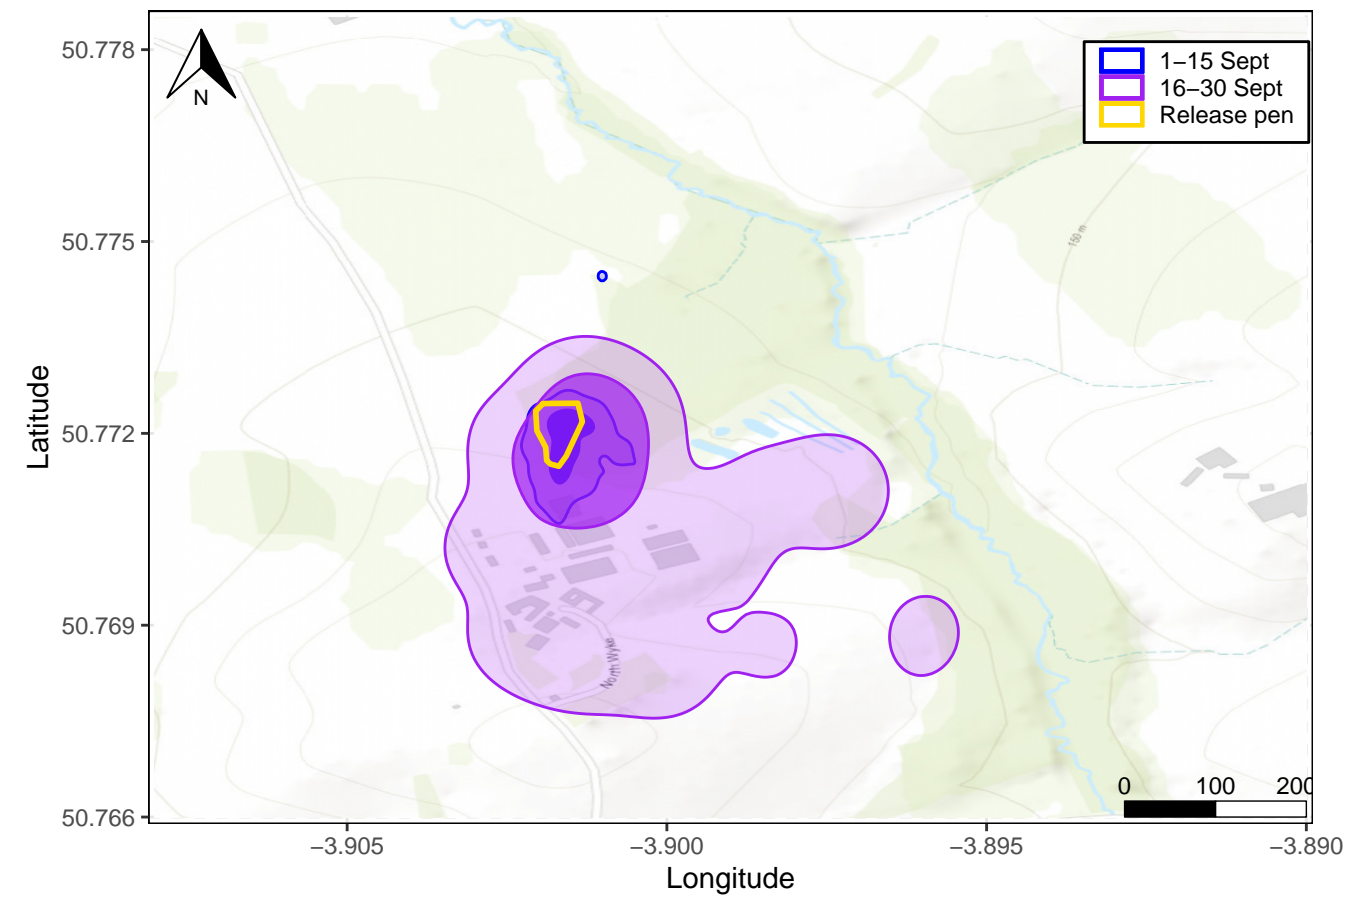 50.778
50.775
50.772
50.769
50.766
Latitude
N
1–15 Sept
16–30 Sept
Release pen
150 m
North Wyke
0 100 200
−3.905 −3.900 −3.895 −3.890
Longitude